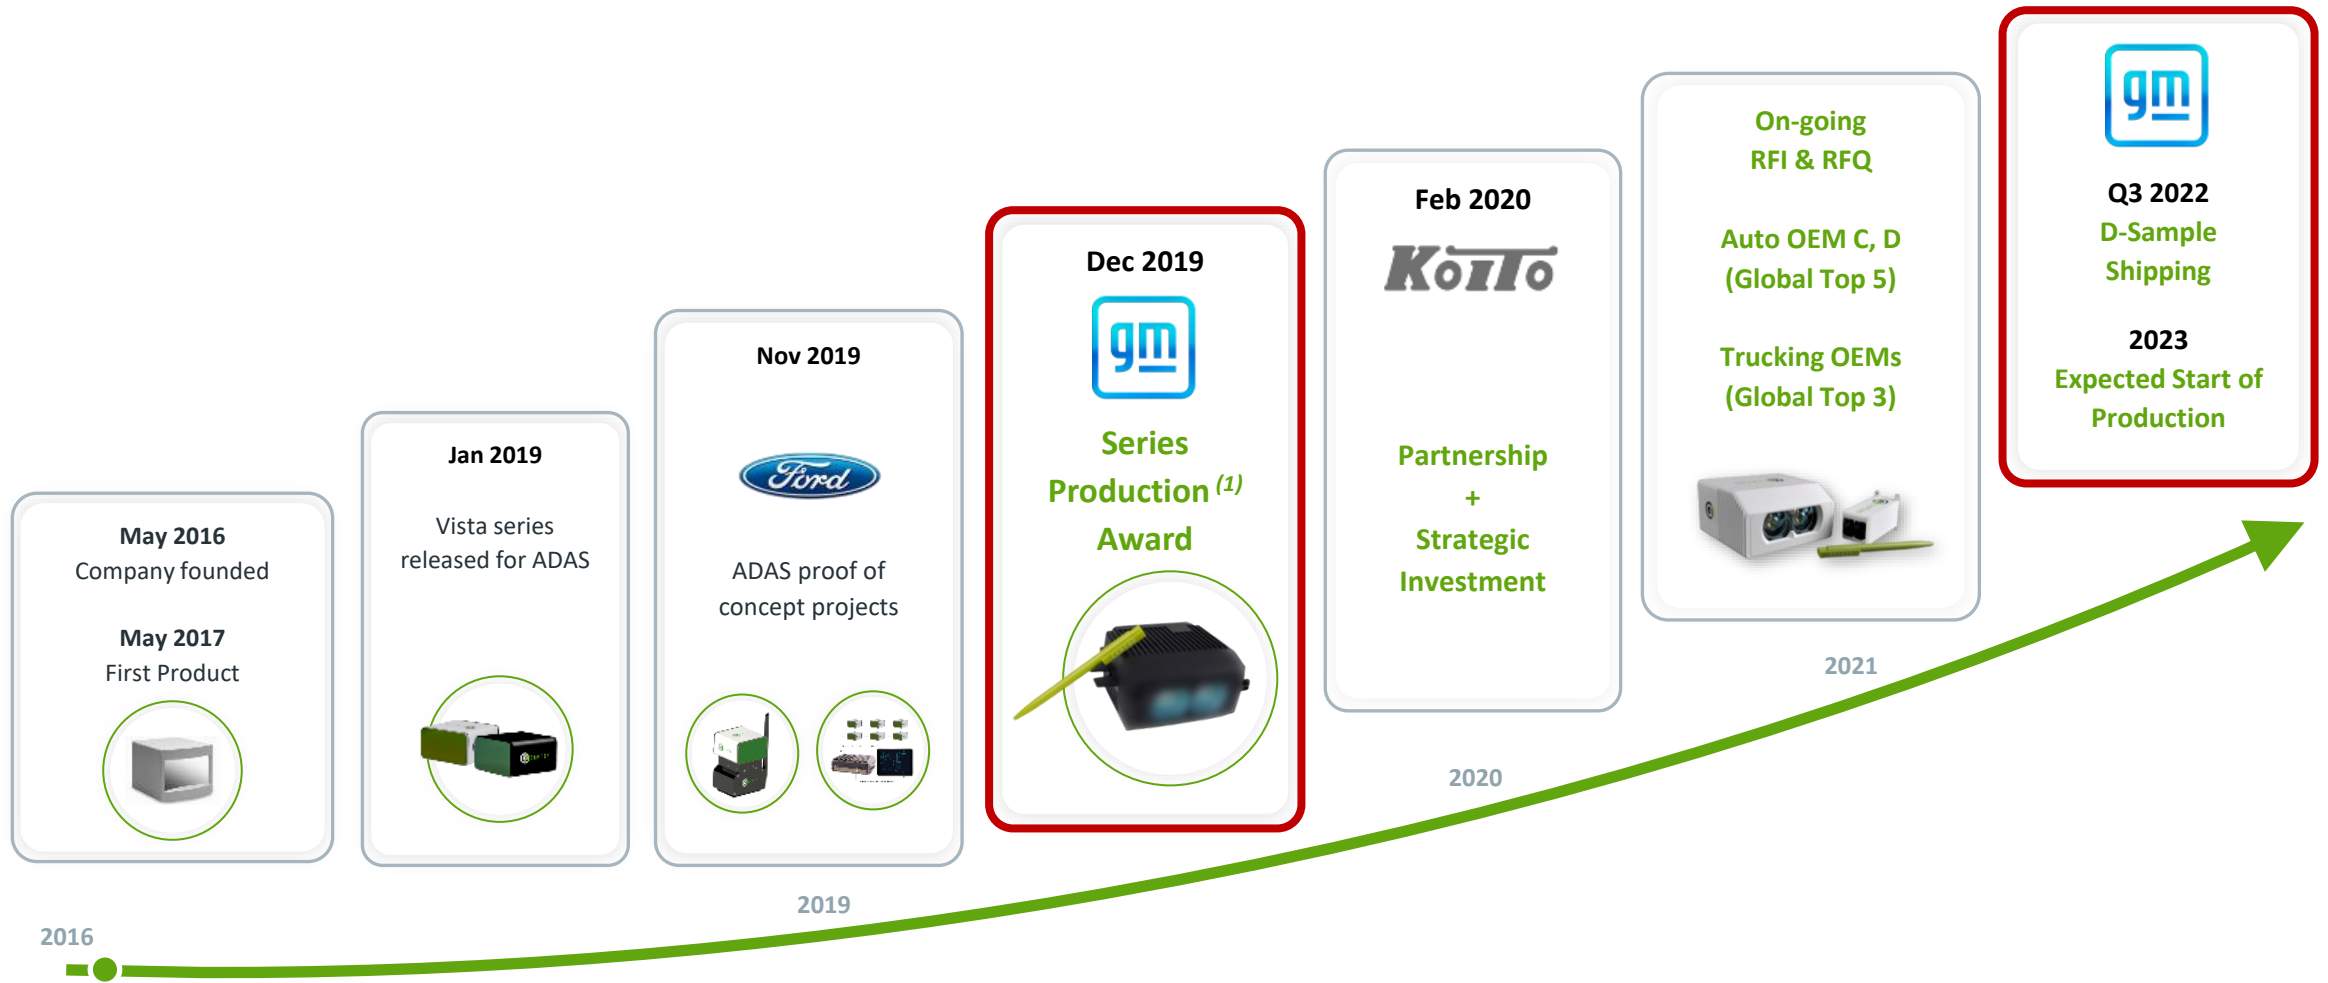 May 2016
Company founded
May 2017
First Product
Jan 2019
Vista series
released for ADAS
Nov 2019
Ford
ADAS proof of
concept projects
Dec 2019
gm
Series
Production (1)
Award
Feb 2020
KOITO
Partnership
+
Strategic
Investment
On-going
RFI & RFQ
Auto OEM C, D
(Global Top 5)
Trucking OEMs
(Global Top 3)
gm
Q3 2022
D-Sample
Shipping
2023
Expected Start of
Production
2016
2019
2020
2021